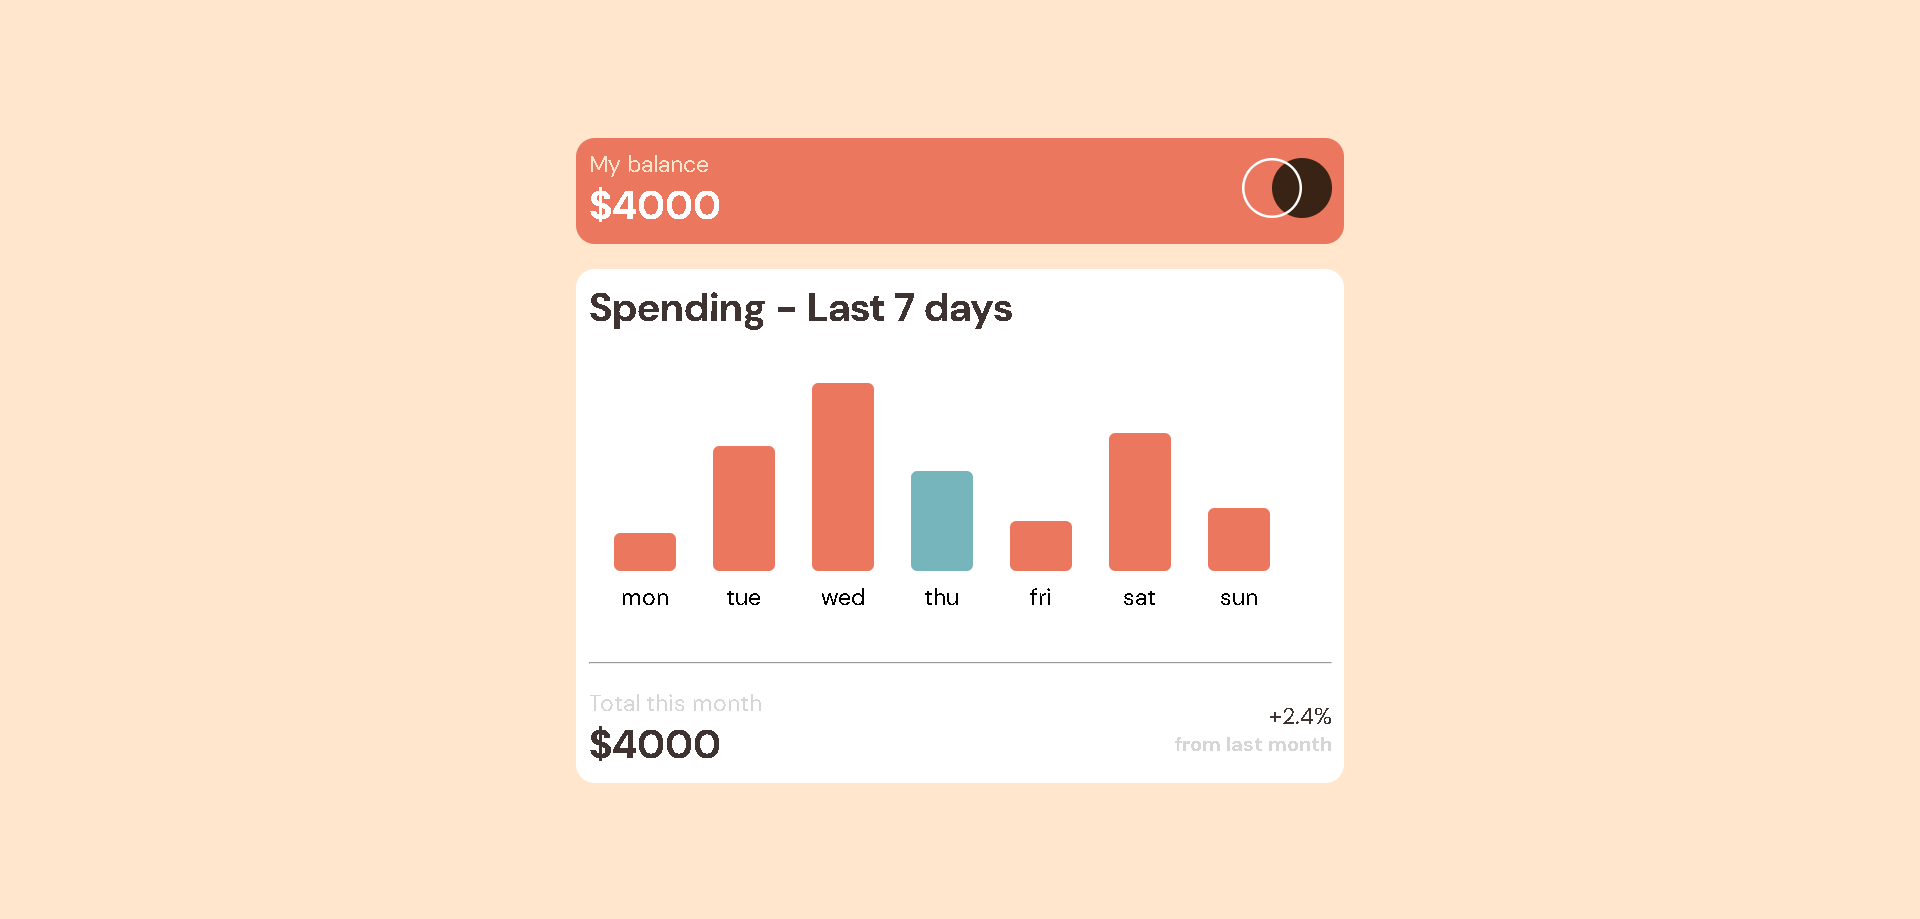 My balance
$4000
Spending - Last 7 days
mon tue wed thu fri sat sun
Total this month
$4000
+2.4%
from last month